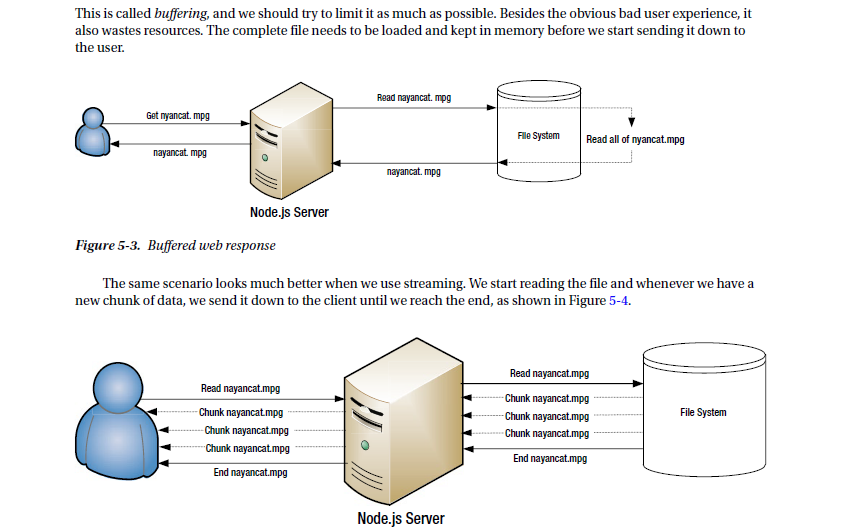 This is called buffering, and we should try to limit it as much as possible. Besides the obvious bad user experience, it
also wastes resources. The complete file needs to be loaded and kept in memory before we start sending it down to
the user.
Get nyancat. mpg
nayancat. mpg
Read nayancat. mpg
nayancat. mpg
File System
Read all of nyancat.mpg
Node.js Server
Figure 5-3. Buffered web response
The same scenario looks much better when we use streaming. We start reading the file and whenever we have a
new chunk of data, we send it down to the client until we reach the end, as shown in Figure 5-4.
Read nayancat.mpg
Chunk nayancat.mpg
Chunk nayancat.mpg
Chunk nayancat.mpg
End nayancat.mpg
Read nayancat.mpg
Chunk nayancat.mpg
Chunk nayancat.mpg
Chunk nayancat.mpg
End nayancat.mpg
File System
Node.js Server